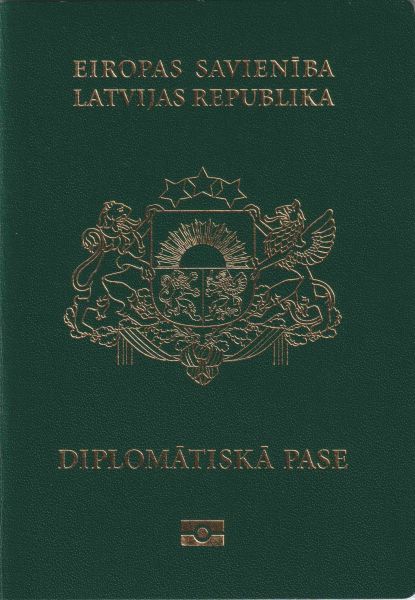 EIROPAS SAVIENĪBA
LATVIJAS REPUBLIKA
DIPLOMĀTISKĀ PASE